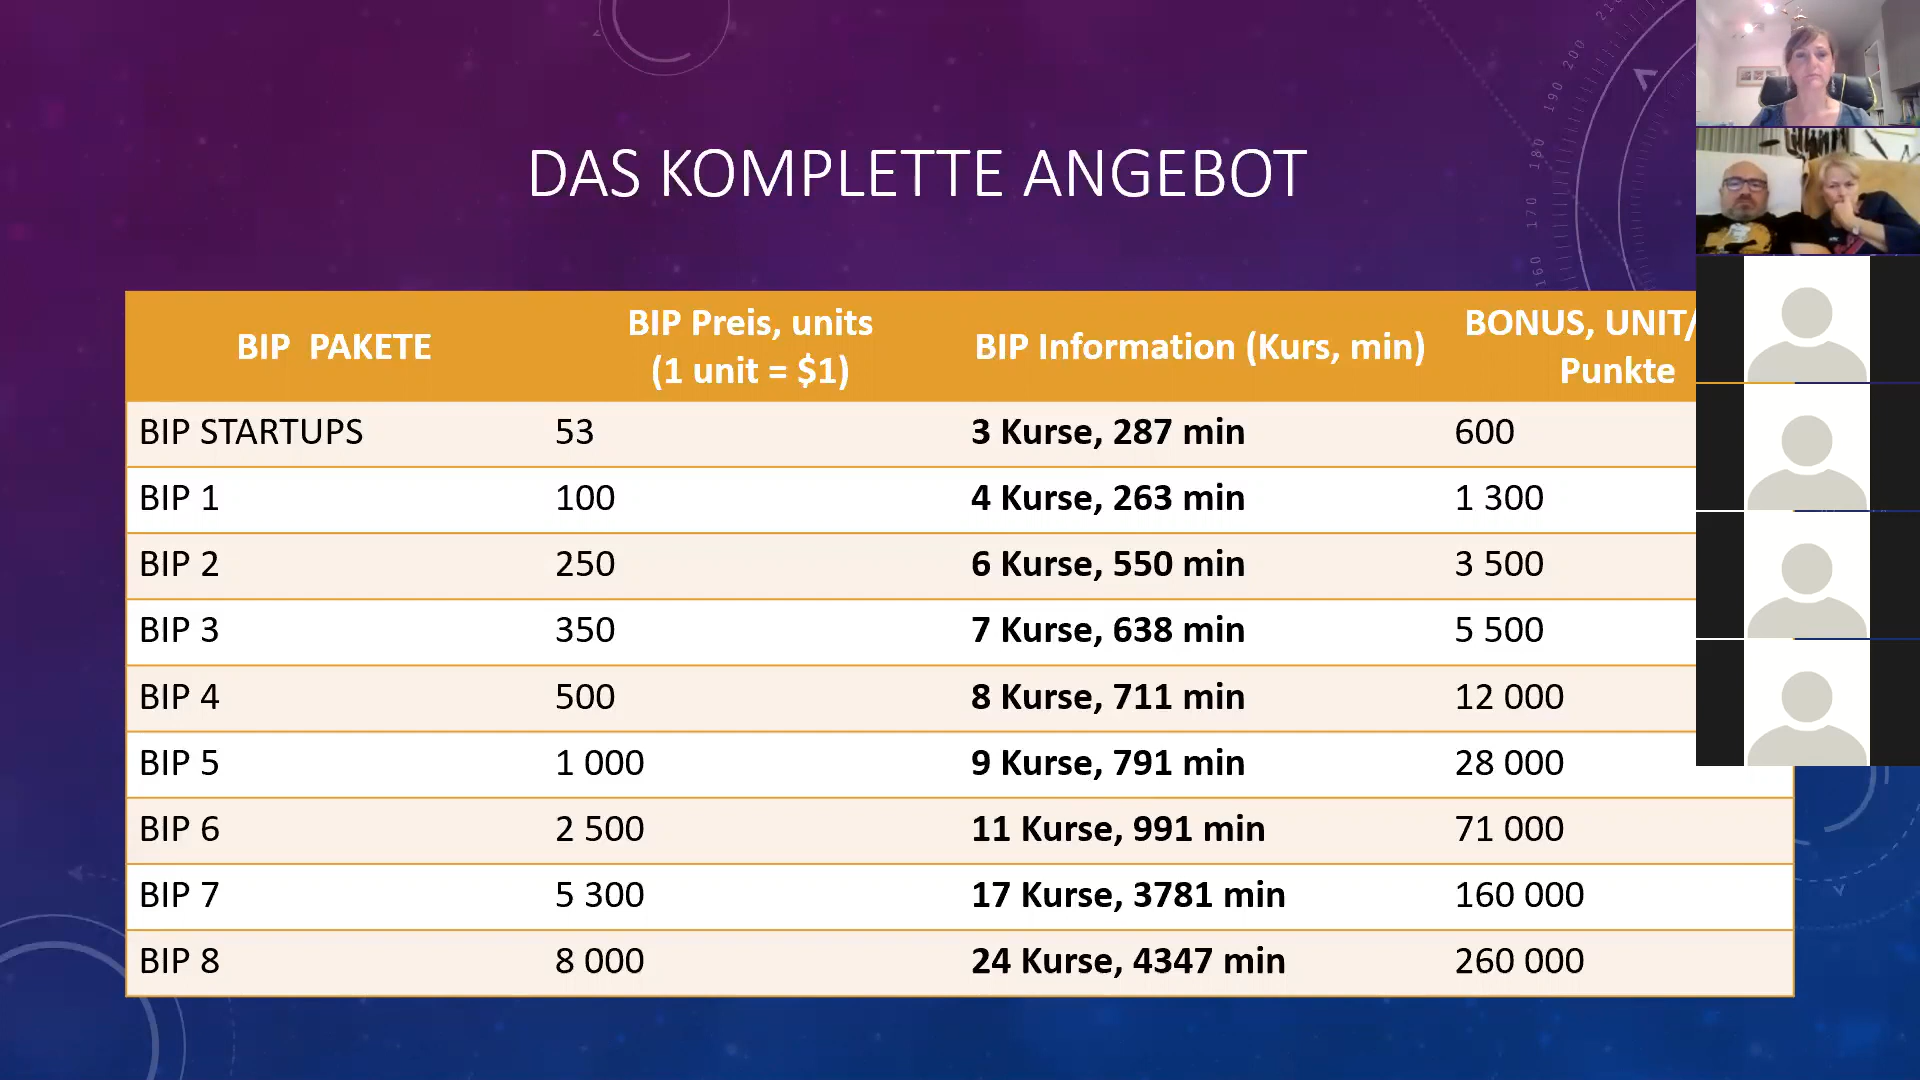 DAS KOMPLETTE ANGEBOT
BIP PAKETE
BIP Preis, units
(1 unit = $1)
BIP Information (Kurs, min)
BONUS, UNIT/
Punkte
BIP STARTUPS 53 3 Kurse, 287 min 600
BIP 1 100 4 Kurse, 263 min 1 300
BIP 2 250 6 Kurse, 550 min 3 500
BIP 3 350 7 Kurse, 638 min 5 500
BIP 4 500 8 Kurse, 711 min 12 000
BIP 5 1 000 9 Kurse, 791 min 28 000
BIP 6 2 500 11 Kurse, 991 min 71 000
BIP 7 5 300 17 Kurse, 3781 min 160 000
BIP 8 8 000 24 Kurse, 4347 min 260 000
160
170
180
190
200